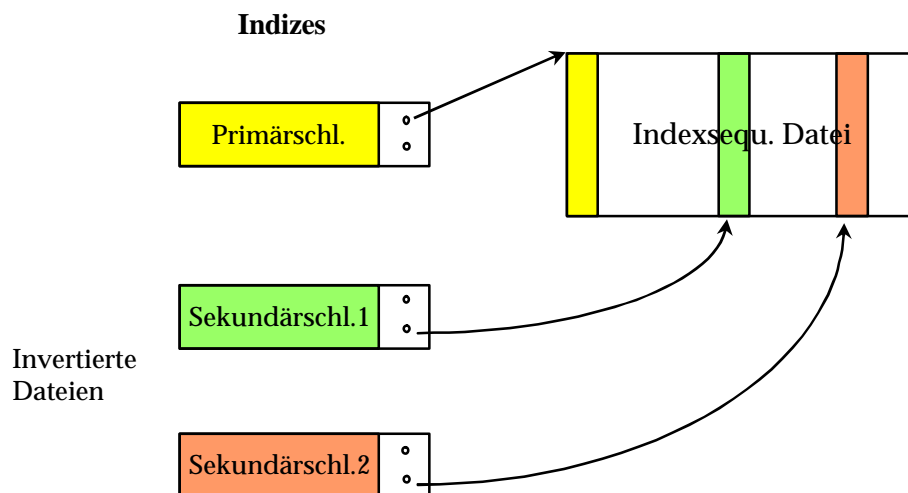 Indizes
Primärschl.
Indexsequ. Datei
Sekundärschl.1
Invertierte
Dateien
Sekundärschl.2